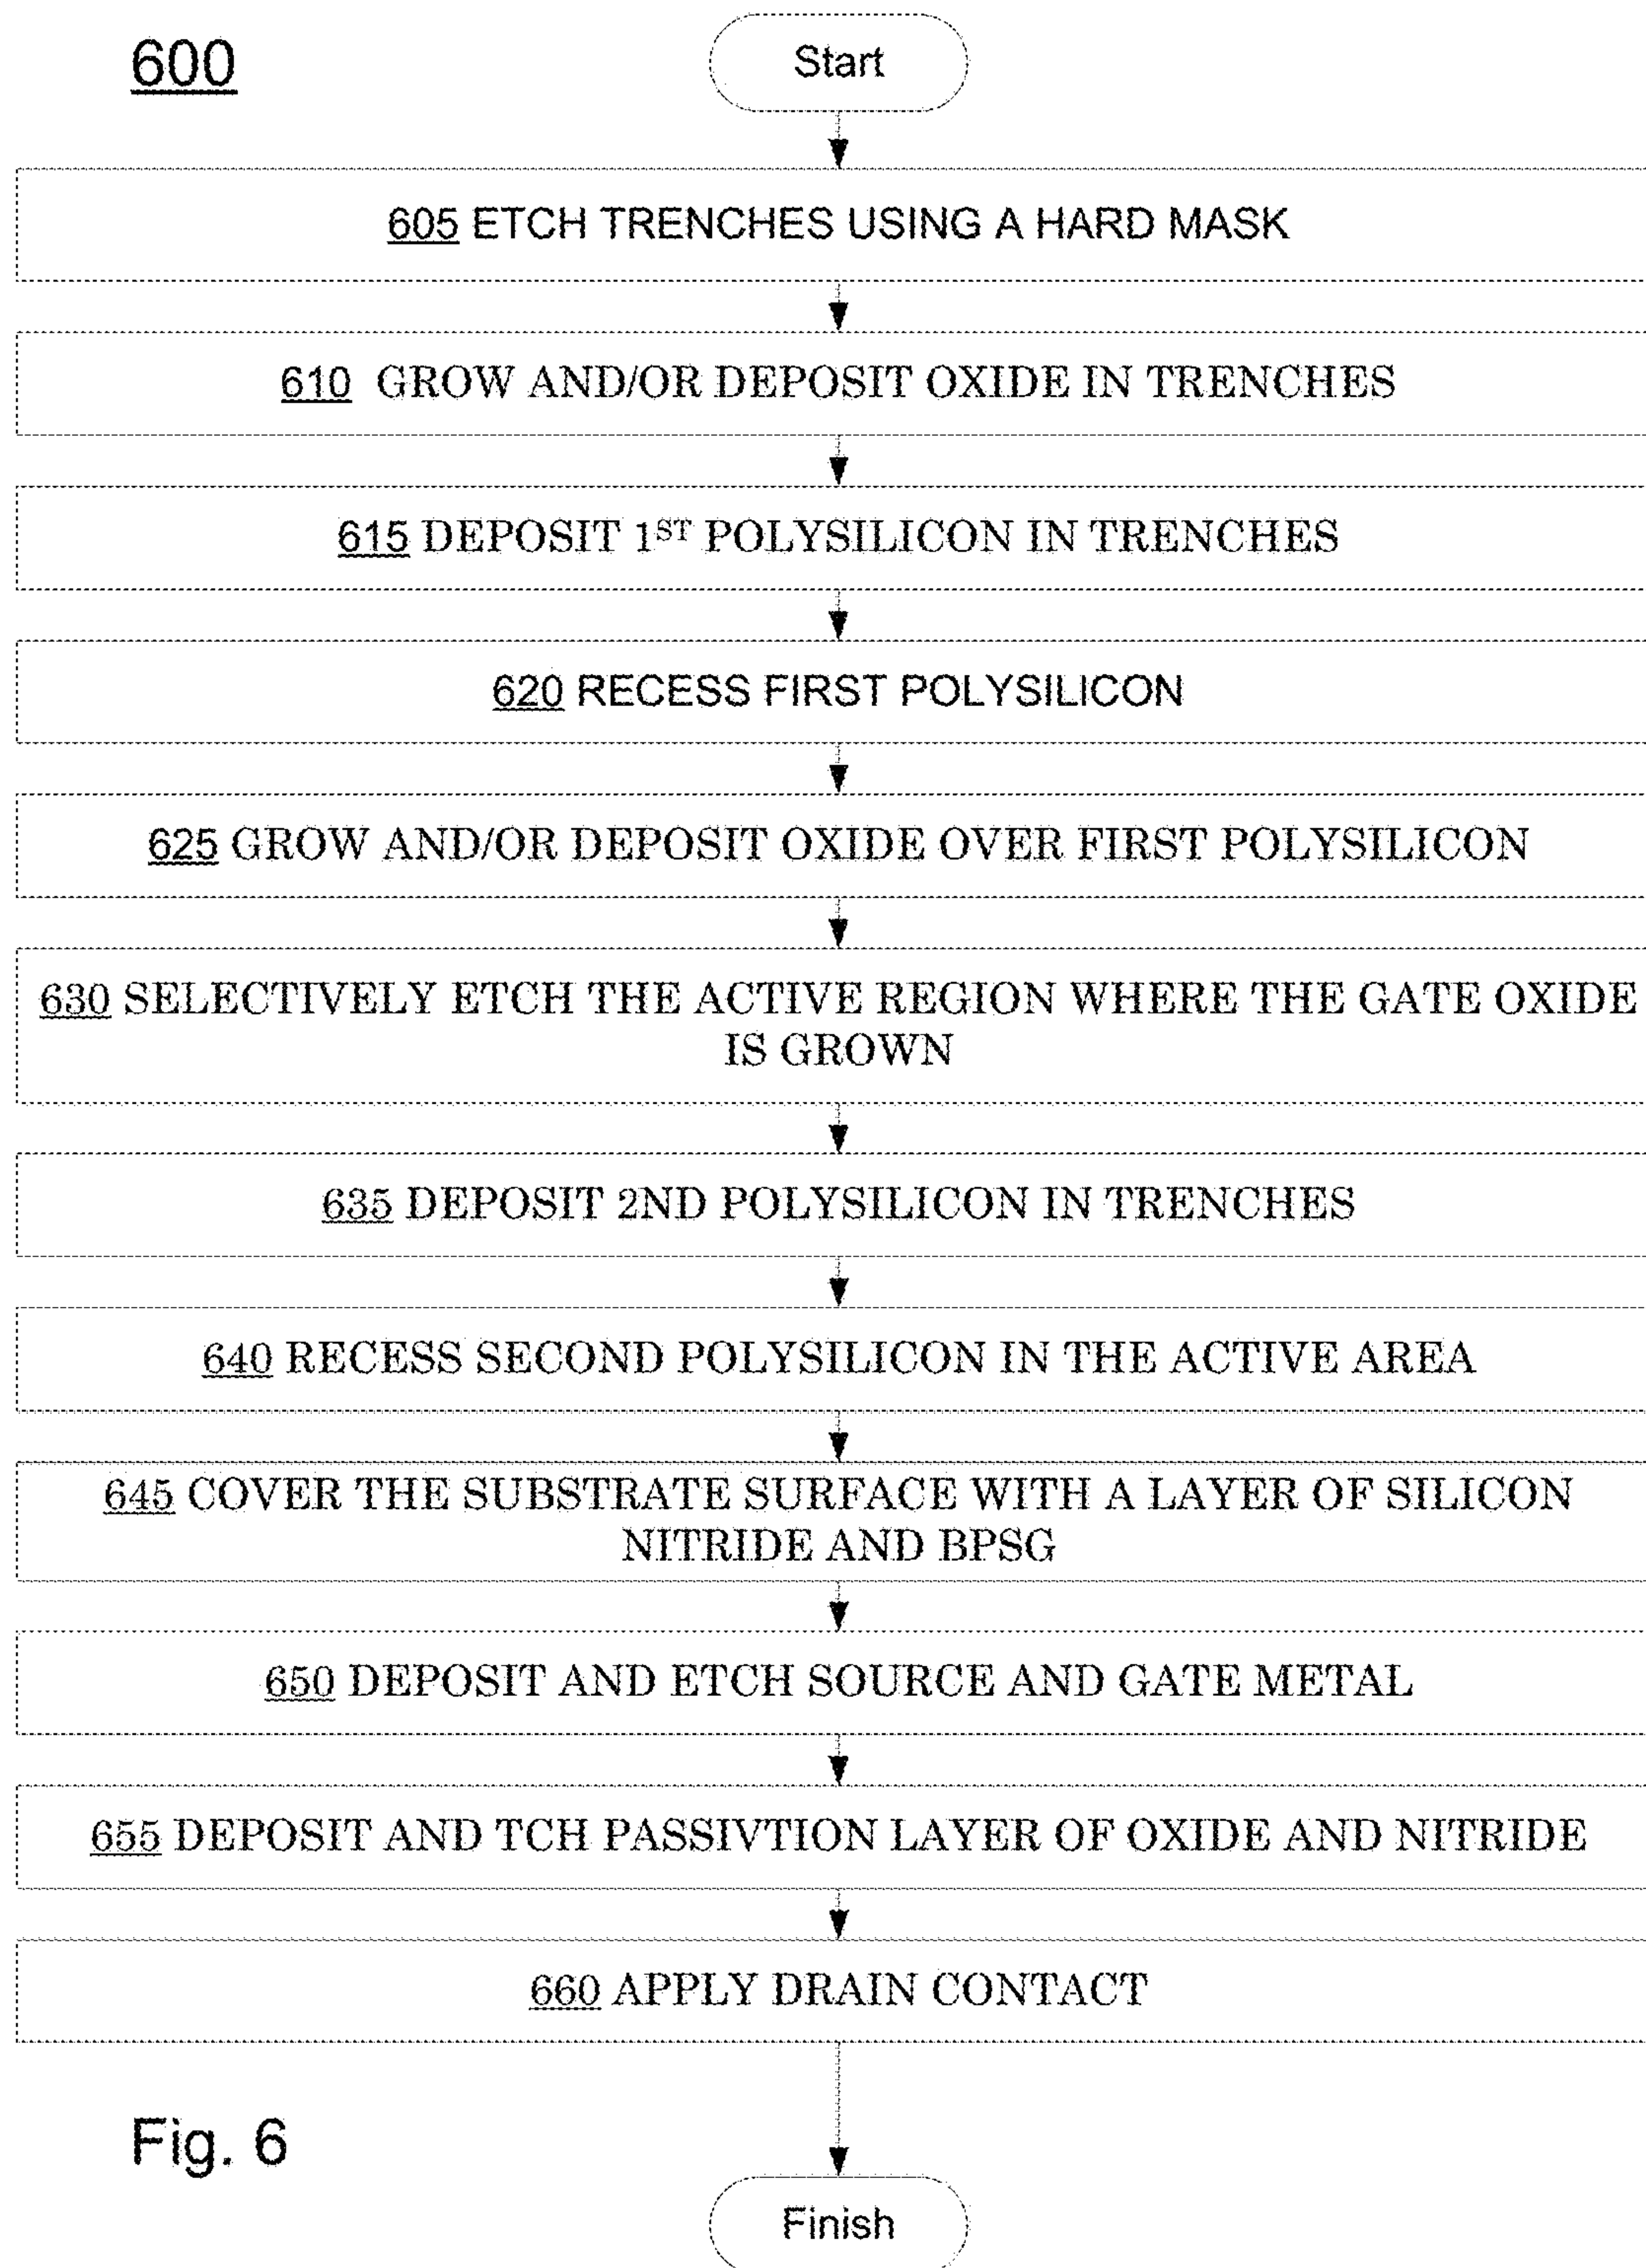 600
Start
605 ETCH TRENCHES USING A HARD MASK
610 GROW AND/OR DEPOSIT OXIDE IN TRENCHES
615 DEPOSIT 1ST POLYSILICON IN TRENCHES
620 RECESS FIRST POLYSILICON
625 GROW AND/OR DEPOSIT OXIDE OVER FIRST POLYSILICON
630 SELECTIVELY ETCH THE ACTIVE REGION WHERE THE GATE OXIDE
IS GROWN
635 DEPOSIT 2ND POLYSILICON IN TRENCHES
640 RECESS SECOND POLYSILICON IN THE ACTIVE AREA
645 COVER THE SUBSTRATE SURFACE WITH A LAYER OF SILICON
NITRIDE AND BPSG
650 DEPOSIT AND ETCH SOURCE AND GATE METAL
655 DEPOSIT AND TCH PASSIVTION LAYER OF OXIDE AND NITRIDE
660 APPLY DRAIN CONTACT
Fig. 6
Finish